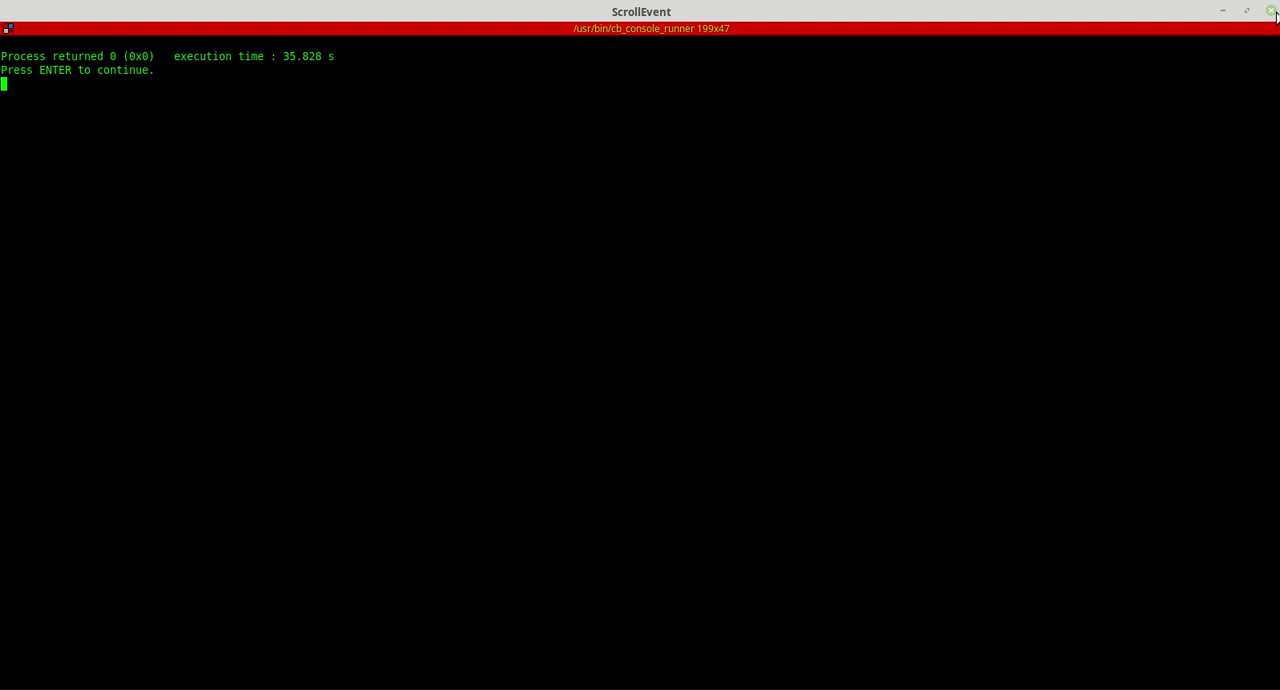 ScrollEvent
/usr/bin/cb_console_runner 199x47
Process returned 0 (0x0)   execution time : 35.828 s
Press ENTER to continue.